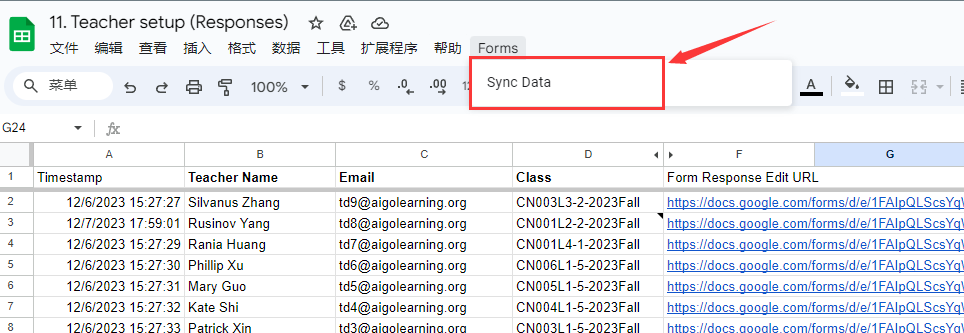 11. Teacher setup (Responses)
文件 编辑 查看 插入 格式 数据 工具 扩展程序 帮助 Forms
菜单 100% $ % .0 .00 12 A
Sync Data
G24 fx
A B C D F G
1 Timestamp Teacher Name Email Class Form Response Edit URL
2 12/6/2023 15:27:27 Silvanus Zhang td9@aigolearning.org CN003L3-2-2023Fall https://docs.google.com/forms/d/e/1FAIpQLScsYqW
3 12/7/2023 17:59:01 Rusinov Yang td8@aigolearning.org CN001L2-2-2023Fall https://docs.google.com/forms/d/e/1FAIpQLScsYqW
4 12/6/2023 15:27:29 Rania Huang td7@aigolearning.org CN001L4-1-2023Fall https://docs.google.com/forms/d/e/1FAIpQLScsYqW
5 12/6/2023 15:27:30 Phillip Xu td6@aigolearning.org CN006L1-5-2023Fall https://docs.google.com/forms/d/e/1FAIpQLScsYqW
6 12/6/2023 15:27:31 Mary Guo td5@aigolearning.org CN005L1-5-2023Fall https://docs.google.com/forms/d/e/1FAIpQLScsYqW
7 12/6/2023 15:27:32 Kate Shi td4@aigolearning.org CN004L1-5-2023Fall https://docs.google.com/forms/d/e/1FAIpQLScsYqW
8 12/6/2023 15:27:33 Patrick Xin td3@aigolearning.org CN003L1-5-2023Fall https://docs.google.com/forms/d/e/1FAIpQLScsYqW